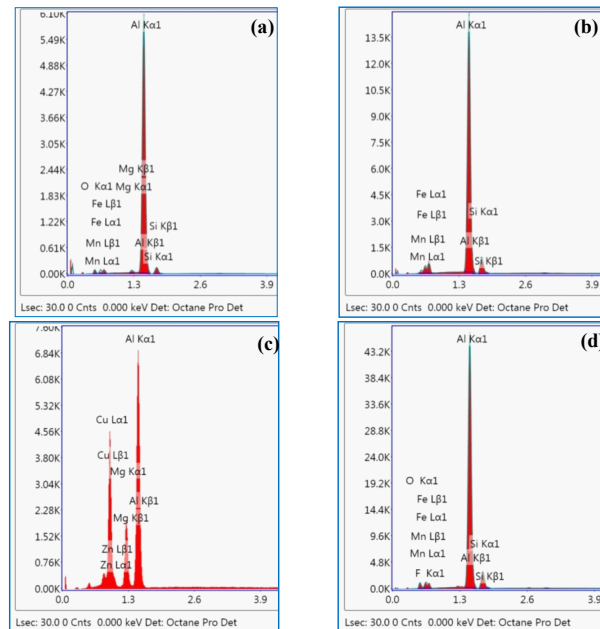 6.10K
Al Kα1
(a)
5.49K
4.88K
4.27K
3.66K
3.05K
2.44K
Mg Kβ1
1.83K
O Kα1 Mg Kα1
Fe Lβ1
1.22K
Fe Lα1
Si Kβ1
0.61K
Mn Lβ1
Al Kβ1
Mn Lα1
Si Kα1
0.00K
0.0
1.3
2.6
3.9
Lsec: 30.0 0 Cnts 0.000 keV Det: Octane Pro Det
Al Kα1
(b)
13.5K
12.0K
10.5K
9.0K
7.5K
6.0K
4.5K
Fe Lα1
Si Kα1
3.0K
Fe Lβ1
1.5K
Mn Lβ1
Al Kβ1
Mn Lα1
Si Kβ1
0.0K
0.0
1.3
2.6
3.9
Lsec: 30.0 0 Cnts 0.000 keV Det: Octane Pro Det
7.60K
Al Kα1
(c)
6.84K
6.08K
5.32K
Cu Lα1
4.56K
3.80K
Cu Lβ1
Mg Kα1
3.04K
2.28K
Al Kβ1
Mg Kβ1
1.52K
Zn Lβ1
0.76K
Zn Lα1
0.00K
0.0
1.3
2.6
3.9
Lsec: 30.0 0 Cnts 0.000 keV Det: Octane Pro Det
Al Kα1
(d)
43.2K
38.4K
33.6K
28.8K
24.0K
19.2K
O Kα1
14.4K
Fe Lβ1
Fe Lα1
9.6K
Mn Lβ1
Si Kα1
4.8K
Mn Lα1
Al Kβ1
F Kα1
Si Kβ1
0.0K
0.0
1.3
2.6
3.9
Lsec: 30.0 0 Cnts 0.000 keV Det: Octane Pro Det